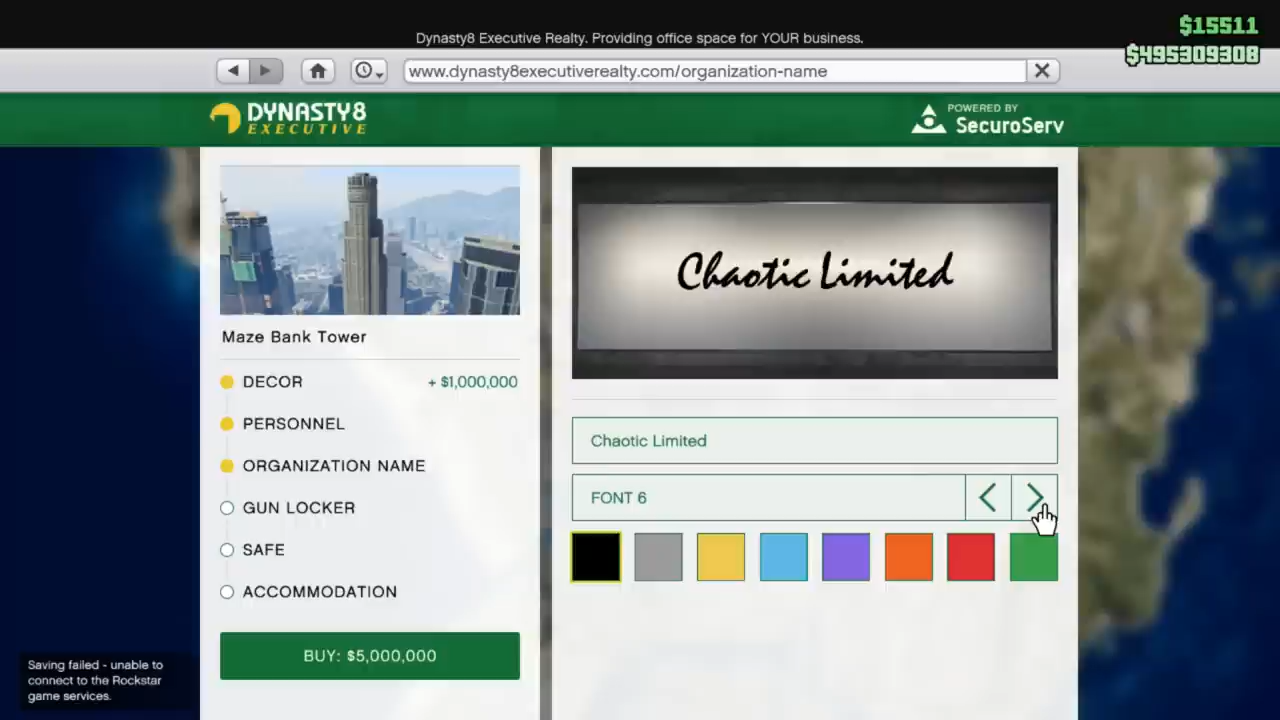 $15511
Dynasty8 Executive Realty. Providing office space for YOUR business.
$495309308
www.dynasty8executiverealty.com/organization-name
DYNASTY8
EXECUTIVE
POWERED BY
SecuroServ
Chaotic Limited
Maze Bank Tower
DECOR + $1,000,000
PERSONNEL
ORGANIZATION NAME
GUN LOCKER
SAFE
ACCOMMODATION
BUY: $5,000,000
Chaotic Limited
FONT 6
Saving failed - unable to
connect to the Rockstar
game services.